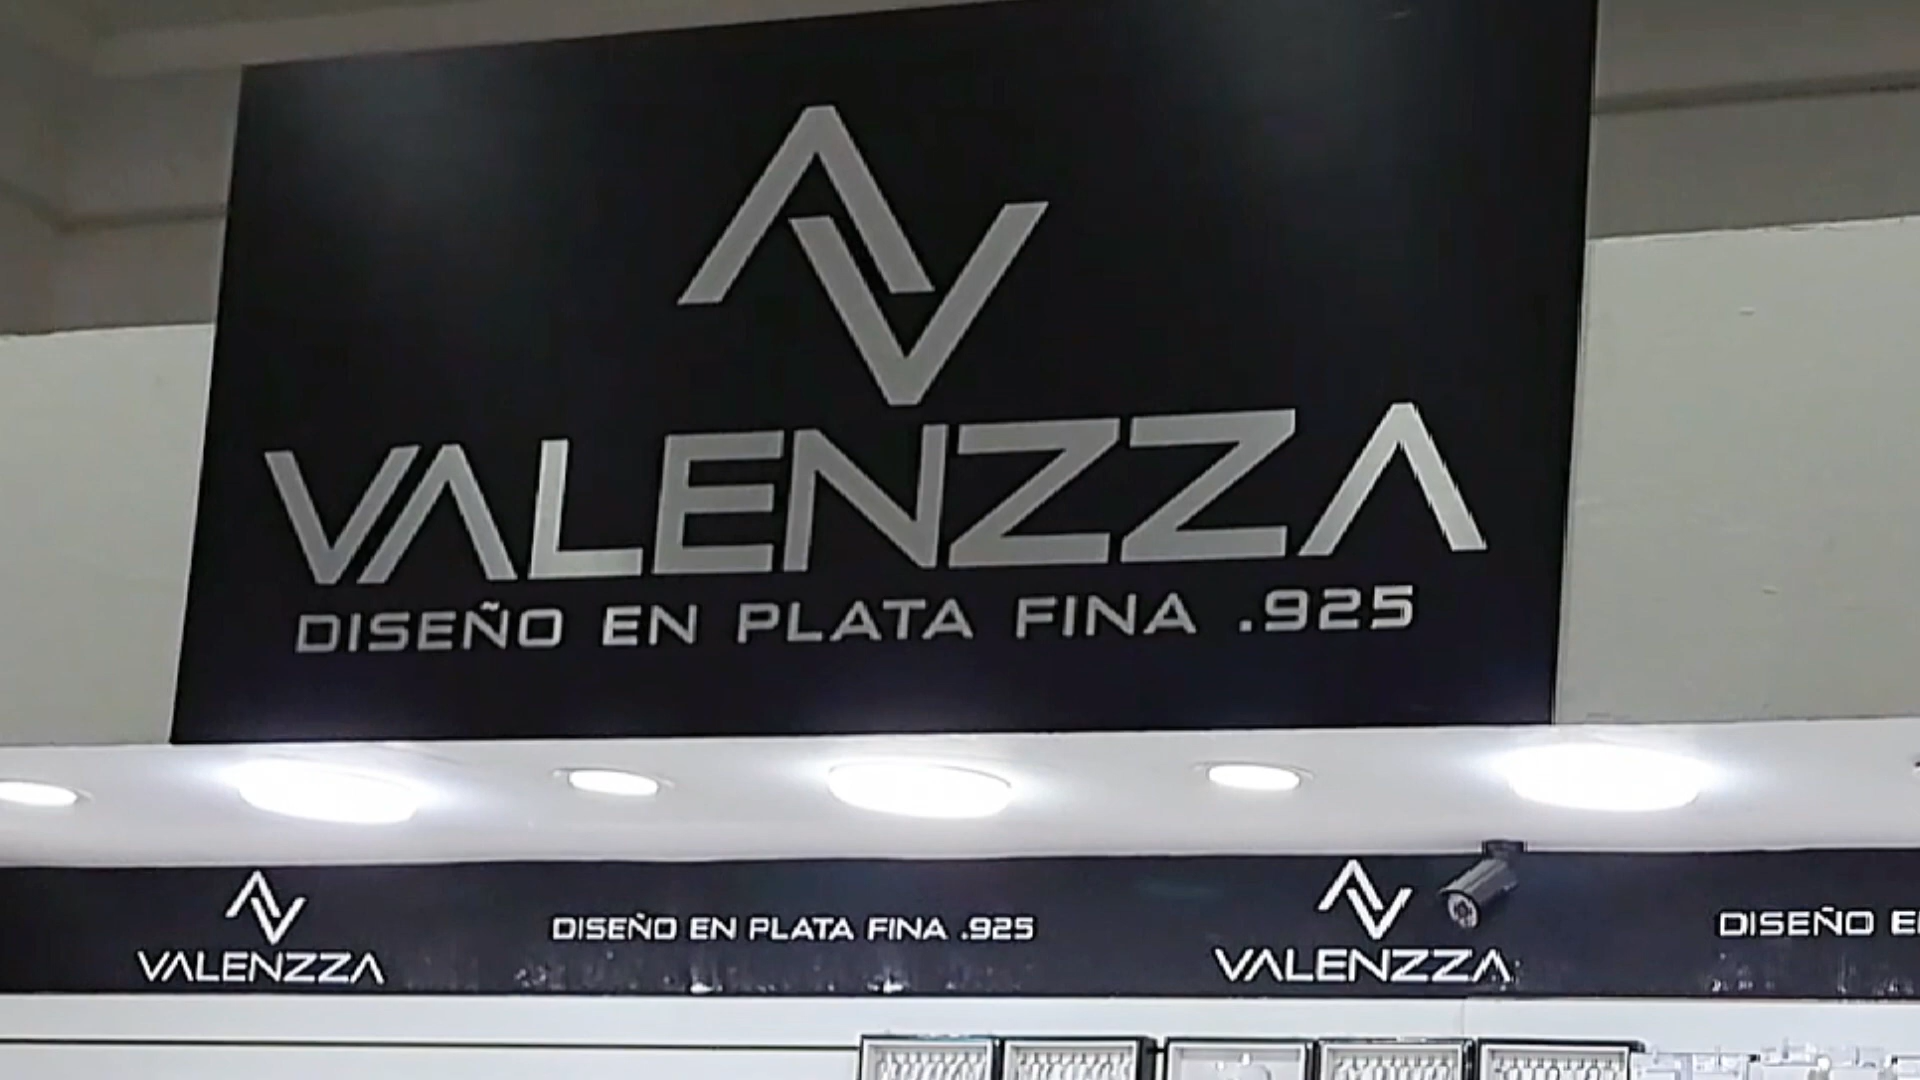 VALENZZA
DISEÑO EN PLATA FINA .925
VALENZZA
DISEÑO EN PLATA FINA .925
VALENZZA
DISEÑO E